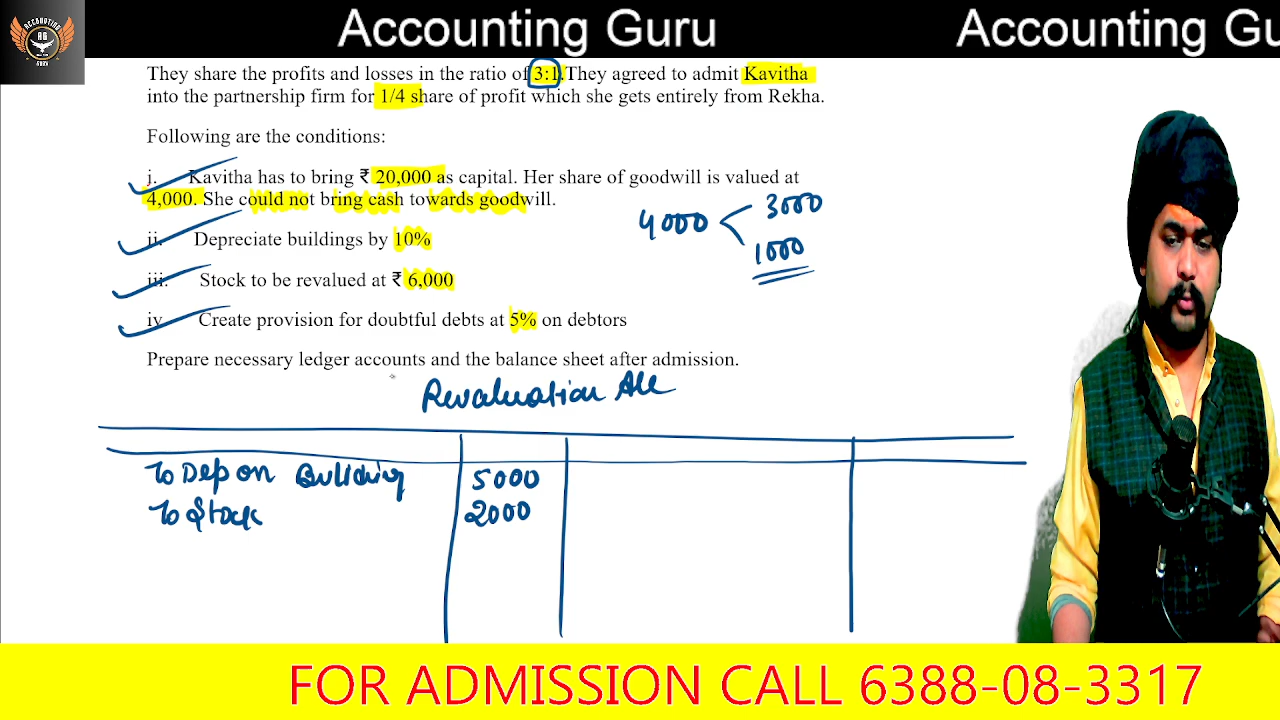 Accounting Guru Accounting Gu
ACCOUNTING
AG
GURU
They share the profits and losses in the ratio of 3:1.They agreed to admit Kavitha
into the partnership firm for 1/4 share of profit which she gets entirely from Rekha.
Following are the conditions:
i. Kavitha has to bring ₹ 20,000 as capital. Her share of goodwill is valued at
4,000. She could not bring cash towards goodwill.
4000 < 3000
1000
ii. Depreciate buildings by 10%
iii. Stock to be revalued at ₹ 6,000
iv. Create provision for doubtful debts at 5% on debtors
Prepare necessary ledger accounts and the balance sheet after admission.
Revaluation A/c
To Dep on Building 5000
To Stock 2000
FOR ADMISSION CALL 6388-08-3317